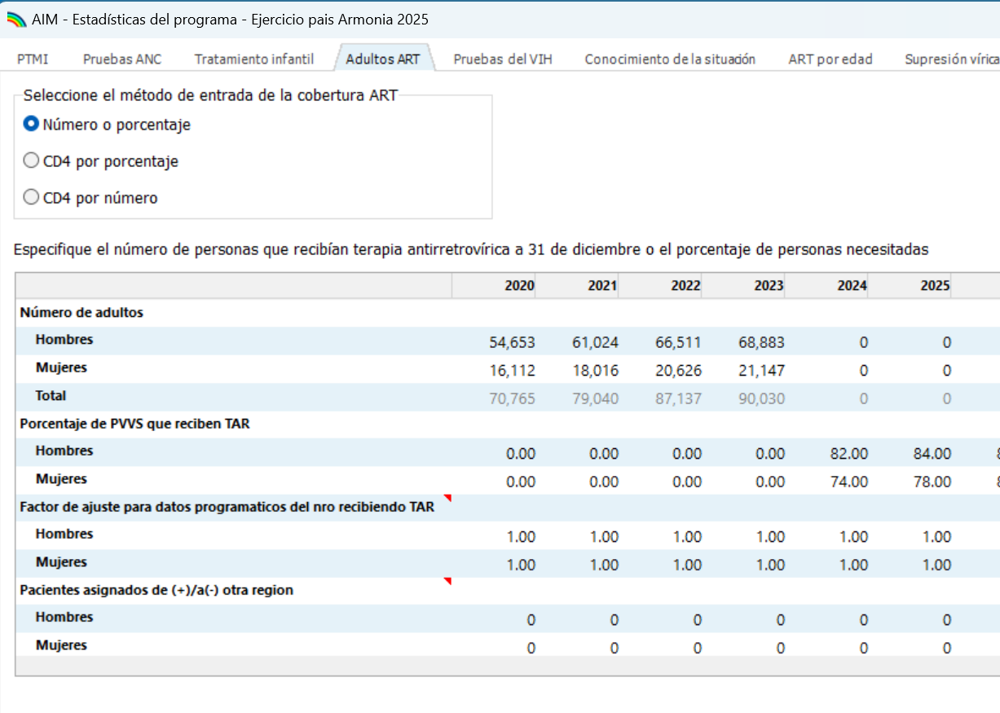 AIM - Estadísticas del programa - Ejercicio pais Armonia 2025
PTMI Pruebas ANC Tratamiento infantil Adultos ART Pruebas del VIH Conocimiento de la situación ART por edad Supresión vírica
Seleccione el método de entrada de la cobertura ART
Número o porcentaje
CD4 por porcentaje
CD4 por número
Especifique el número de personas que recibían terapia antirretrovírica a 31 de diciembre o el porcentaje de personas necesitadas
2020 2021 2022 2023 2024 2025
Número de adultos
Hombres 54,653 61,024 66,511 68,883 0 0
Mujeres 16,112 18,016 20,626 21,147 0 0
Total 70,765 79,040 87,137 90,030 0 0
Porcentaje de PVVS que reciben TAR
Hombres 0.00 0.00 0.00 0.00 82.00 84.00
Mujeres 0.00 0.00 0.00 0.00 74.00 78.00
Factor de ajuste para datos programaticos del nro recibiendo TAR
Hombres 1.00 1.00 1.00 1.00 1.00 1.00
Mujeres 1.00 1.00 1.00 1.00 1.00 1.00
Pacientes asignados de (+)/a(-) otra region
Hombres 0 0 0 0 0 0
Mujeres 0 0 0 0 0 0